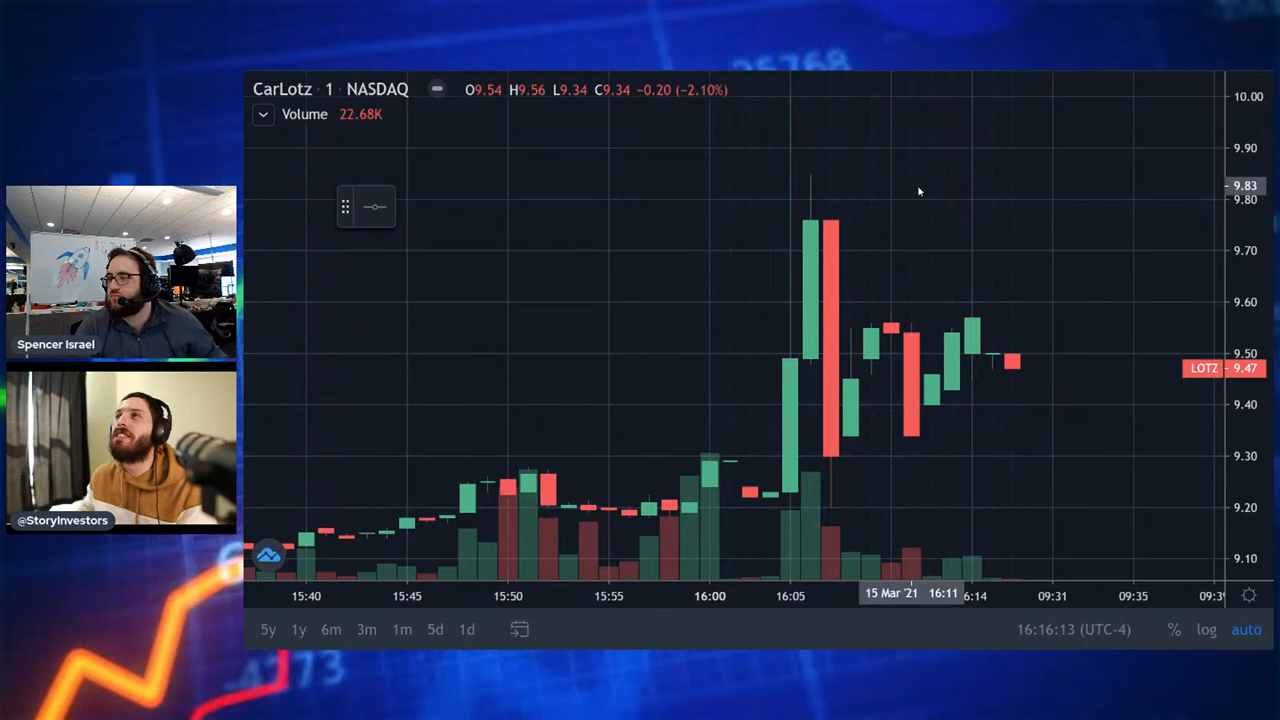 25768
CarLotz · 1 · NASDAQ
O9.54 H9.56 L9.34 C9.34 −0.20 (−2.10%)
Volume 22.68K
10.00
9.90
9.83
9.80
9.70
9.60
9.50
LOTZ 9.47
9.40
9.30
9.20
9.10
Spencer Israel
@StoryInvestors
15:40 15:45 15:50 15:55 16:00 16:05 15 Mar '21 16:11 6:14 09:31 09:35 09:3
5y 1y 6m 3m 1m 5d 1d
16:16:13 (UTC-4) % log auto
-4773